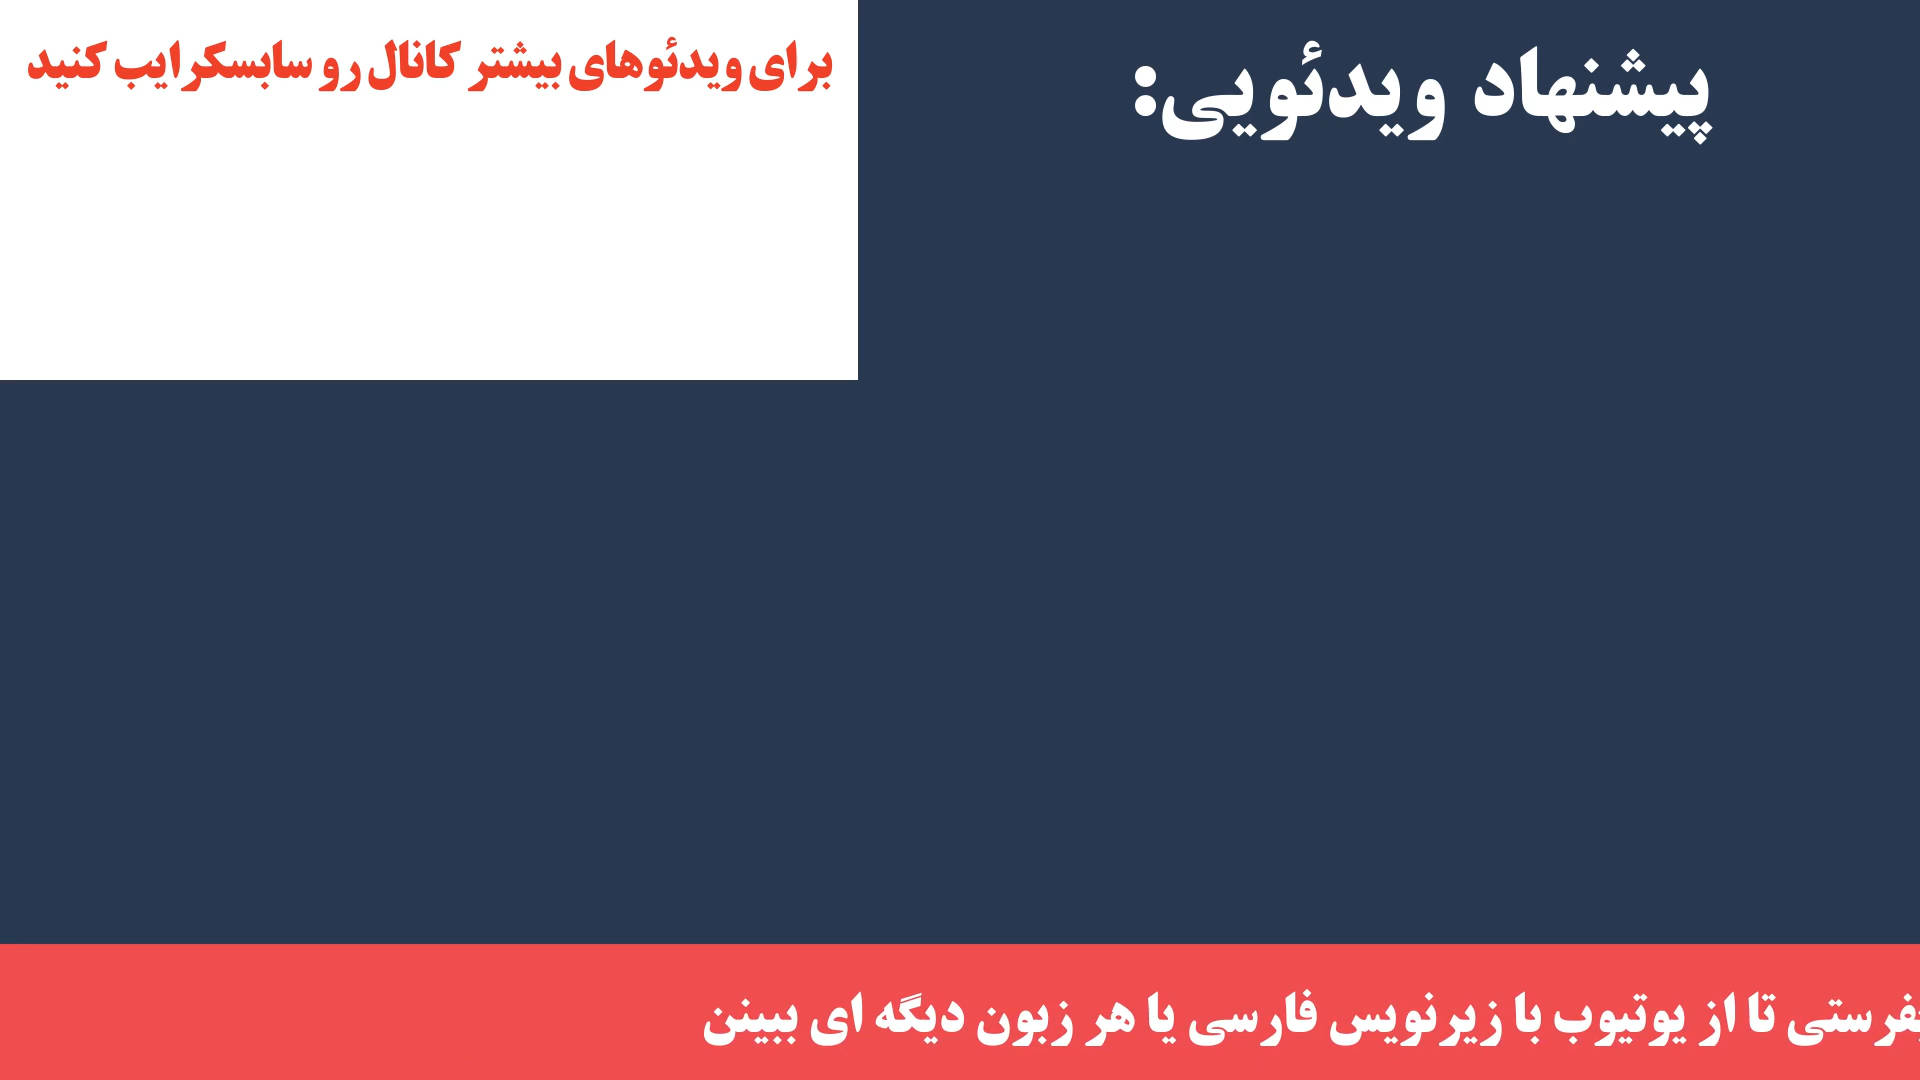 پیشنهاد ویدئویی:
برای ویدئوهای بیشتر کانال رو سابسکرایب کنید
بفرستی تا از یوتیوب با زیرنویس فارسی یا هر زبون دیگه ای ببینن